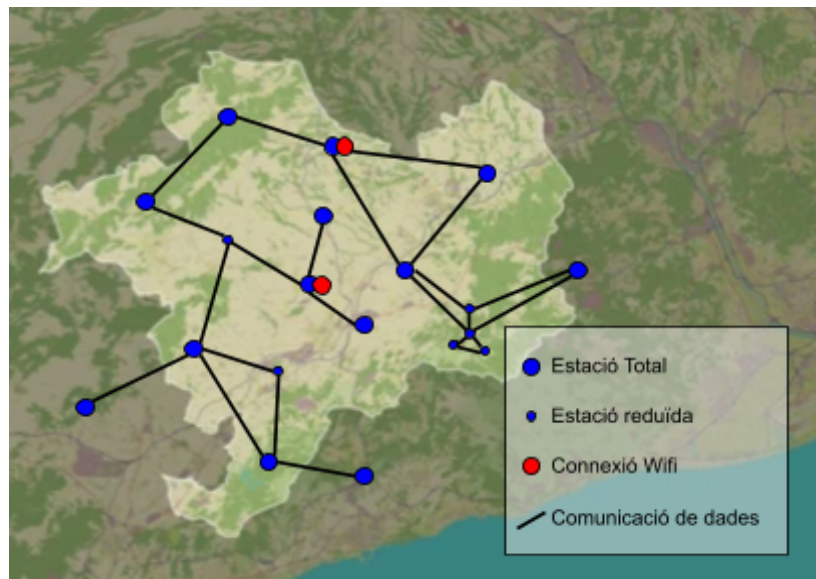 Estació Total
Estació reduïda
Connexió Wifi
Comunicació de dades